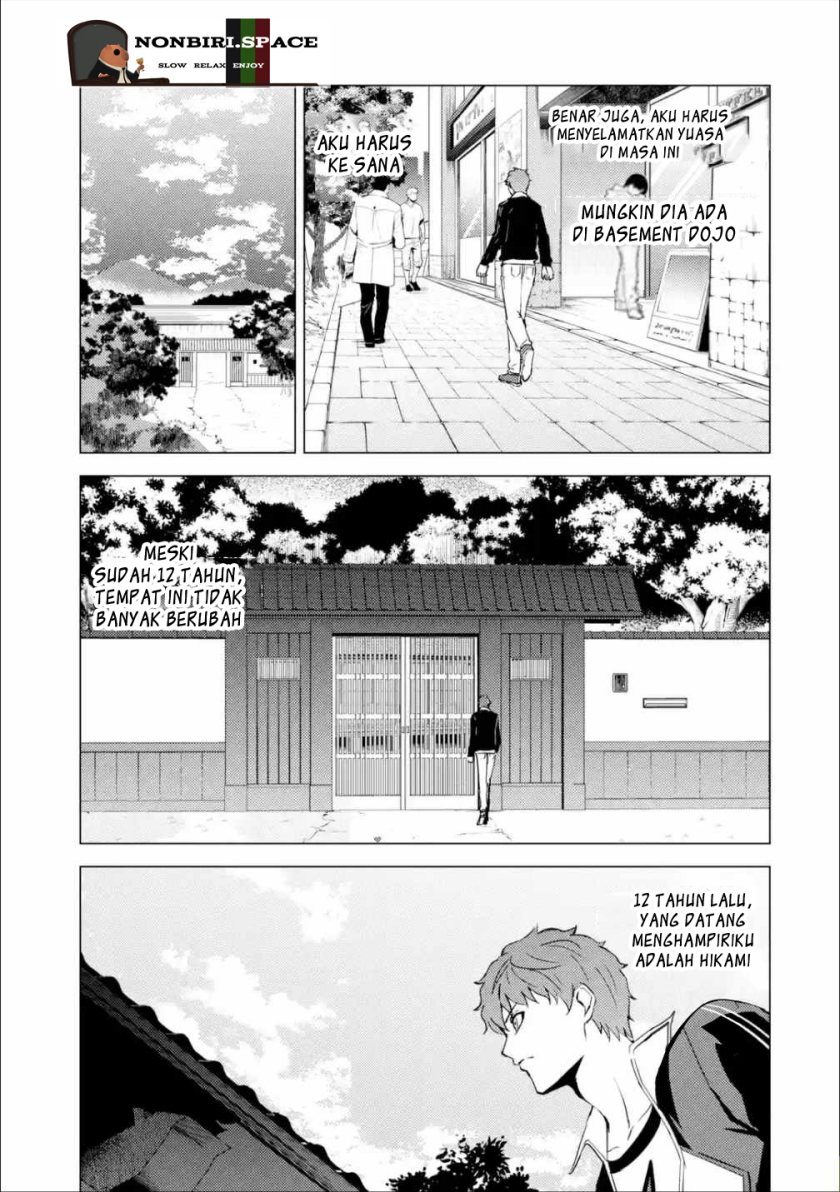 NONBIRI.SPACE
SLOW RELAX ENJOY
BENAR JUGA, AKU HARUS
MENYELAMATKAN YUASA
DI MASA INI
MUNGKIN DIA ADA
DI BASEMENT DOJO
AKU HARUS
KE SANA
MESKI
SUDAH 12 TAHUN,
TEMPAT INI TIDAK
BANYAK BERUBAH
12 TAHUN LALU,
YANG DATANG
MENGHAMPIRIKU
ADALAH HIKAMI